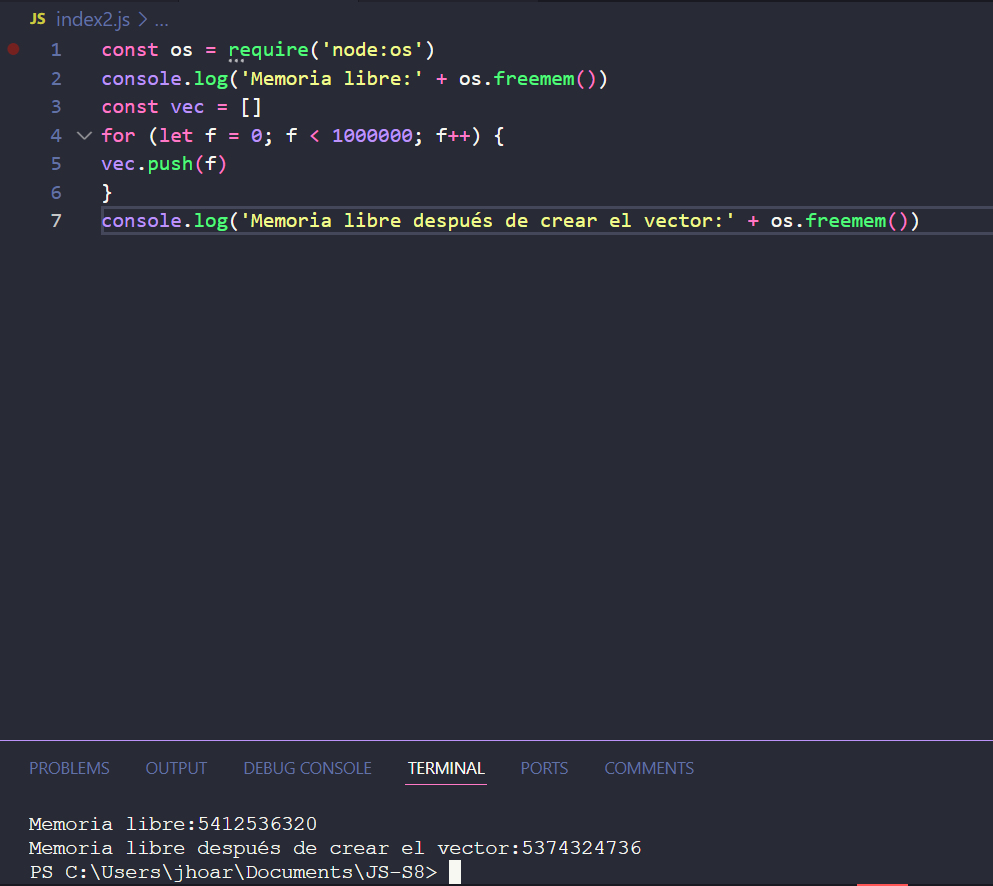 JS index2.js > ...
1 const os = require('node:os')
2 console.log('Memoria libre:' + os.freemem())
3 const vec = []
4 for (let f = 0; f < 1000000; f++) {
5 vec.push(f)
6 }
7 console.log('Memoria libre después de crear el vector:' + os.freemem())
PROBLEMS OUTPUT DEBUG CONSOLE TERMINAL PORTS COMMENTS
Memoria libre:5412536320
Memoria libre después de crear el vector:5374324736
PS C:\Users\jhoar\Documents\JS-S8>